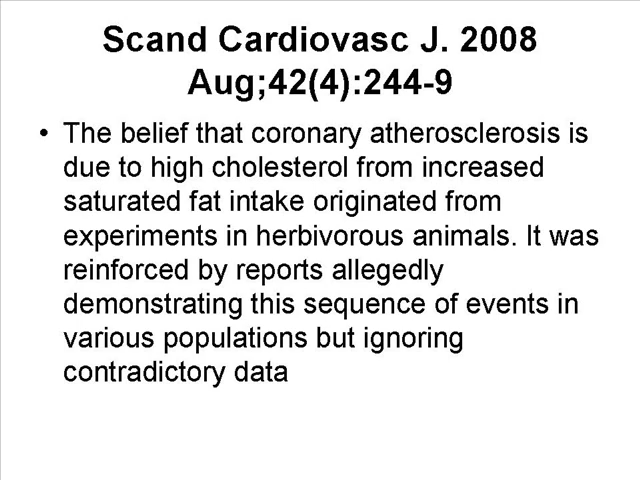 Scand Cardiovasc J. 2008
Aug;42(4):244-9
• The belief that coronary atherosclerosis is
due to high cholesterol from increased
saturated fat intake originated from
experiments in herbivorous animals. It was
reinforced by reports allegedly
demonstrating this sequence of events in
various populations but ignoring
contradictory data